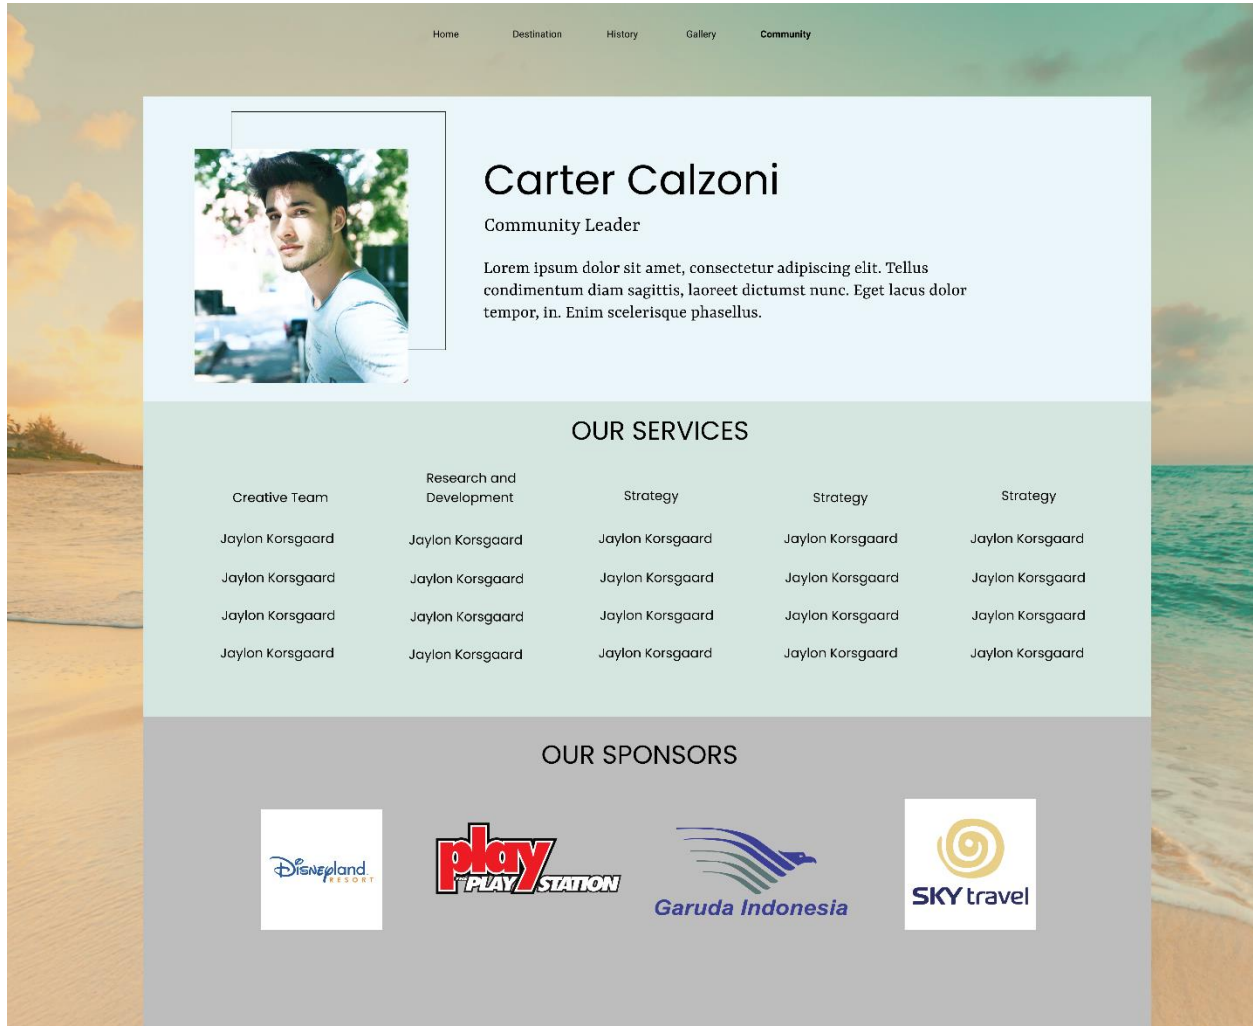 Home Destination History Gallery Community
Carter Calzoni
Community Leader
Lorem ipsum dolor sit amet, consectetur adipiscing elit. Tellus
condimentum diam sagittis, laoreet dictumst nunc. Eget lacus dolor
tempor, in. Enim scelerisque phasellus.
OUR SERVICES
Creative Team
Research and
Development
Strategy
Strategy
Strategy
Jaylon Korsgaard Jaylon Korsgaard Jaylon Korsgaard Jaylon Korsgaard Jaylon Korsgaard
Jaylon Korsgaard Jaylon Korsgaard Jaylon Korsgaard Jaylon Korsgaard Jaylon Korsgaard
Jaylon Korsgaard Jaylon Korsgaard Jaylon Korsgaard Jaylon Korsgaard Jaylon Korsgaard
Jaylon Korsgaard Jaylon Korsgaard Jaylon Korsgaard Jaylon Korsgaard Jaylon Korsgaard
OUR SPONSORS
Disneyland
RESORT
play
PLAY STATION
Garuda Indonesia
SKY travel